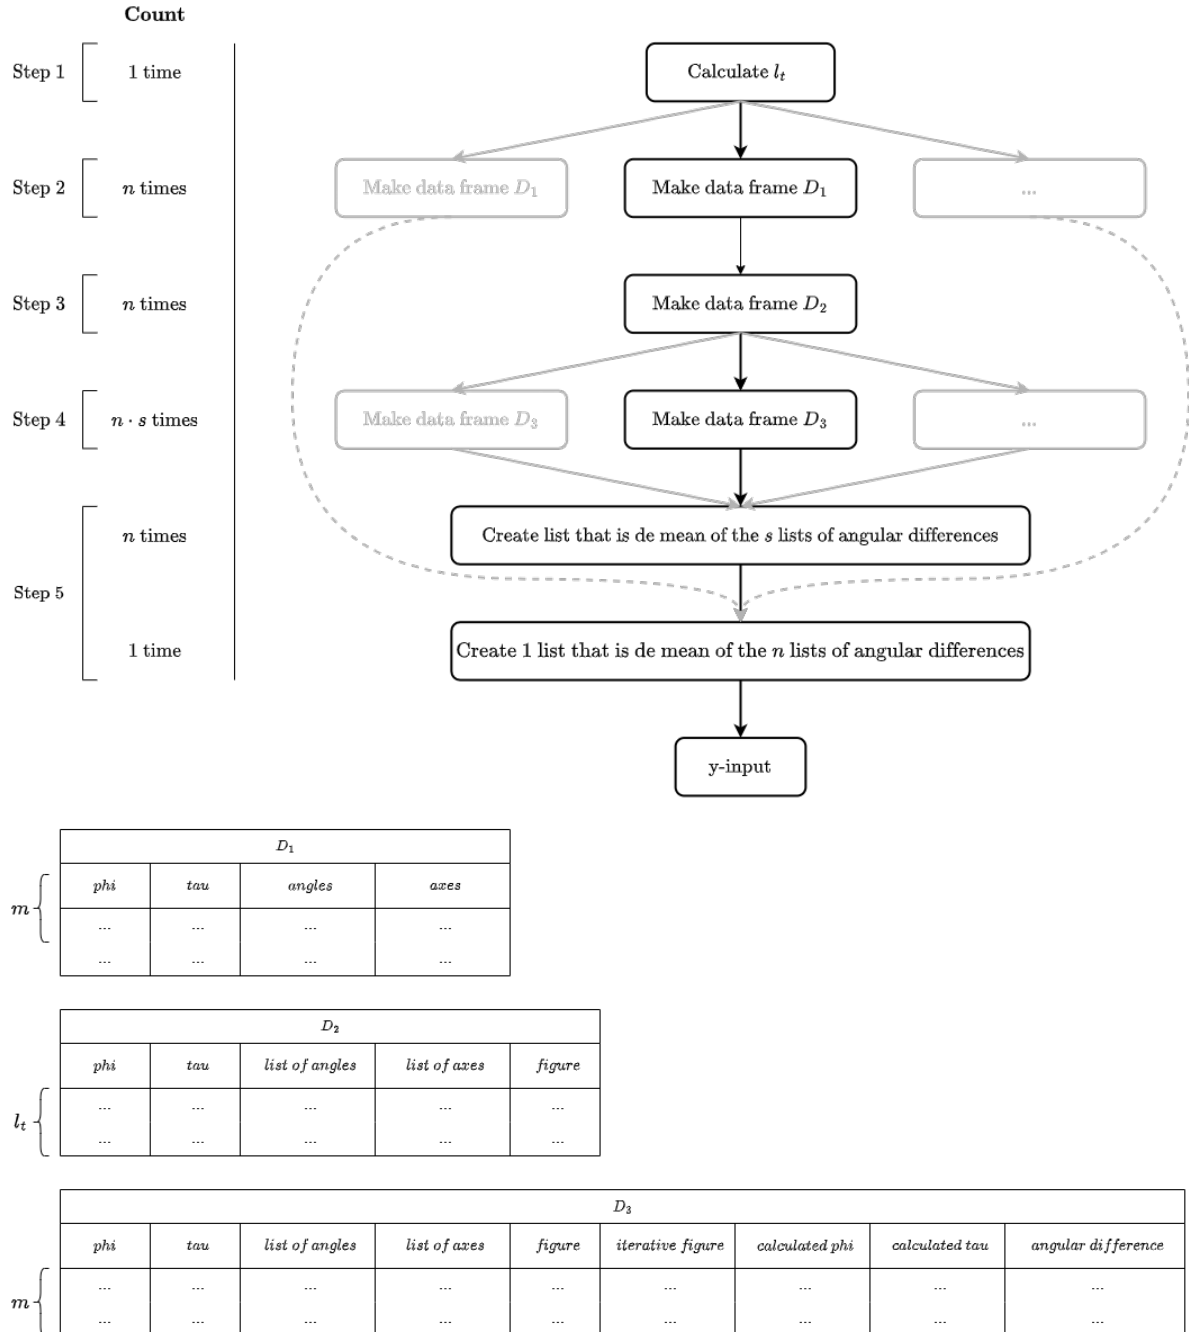 Count
Step 1 1 time Calculate l_t
Step 2 n times Make data frame D_1 Make data frame D_1 ...
Step 3 n times Make data frame D_2
Step 4 n · s times Make data frame D_3 Make data frame D_3 ...
n times Create list that is de mean of the s lists of angular differences
Step 5
1 time Create 1 list that is de mean of the n lists of angular differences
y-input
D_1
phi tau angles axes
m
... ... ... ...
... ... ... ...
D_2
phi tau list of angles list of axes figure
... ... ... ... ...
l_t
... ... ... ... ...
D_3
phi tau list of angles list of axes figure iterative figure calculated phi calculated tau angular difference
... ... ... ... ... ... ... ... ...
m
... ... ... ... ... ... ... ... ...